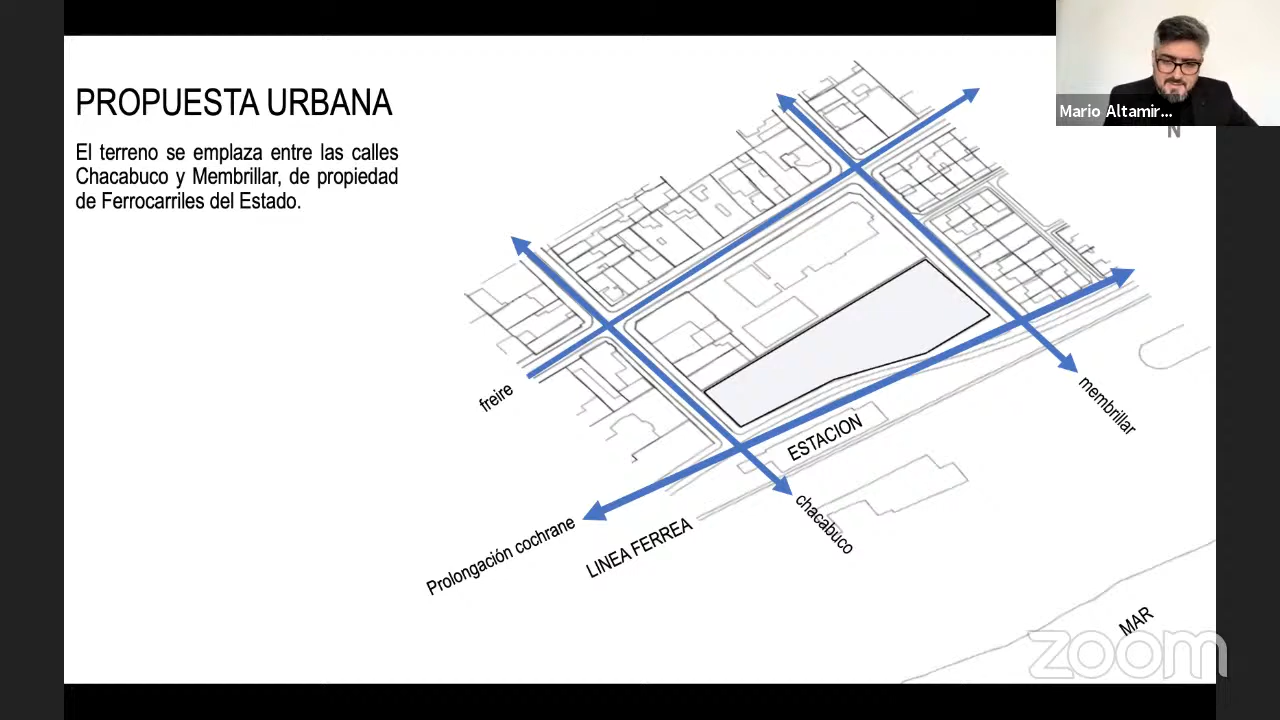 PROPUESTA URBANA
El terreno se emplaza entre las calles
Chacabuco y Membrillar, de propiedad
de Ferrocarriles del Estado.
Mario Altamir...
N
freire
membrillar
ESTACION
chacabuco
Prolongación cochrane
LINEA FERREA
MAR
zoom